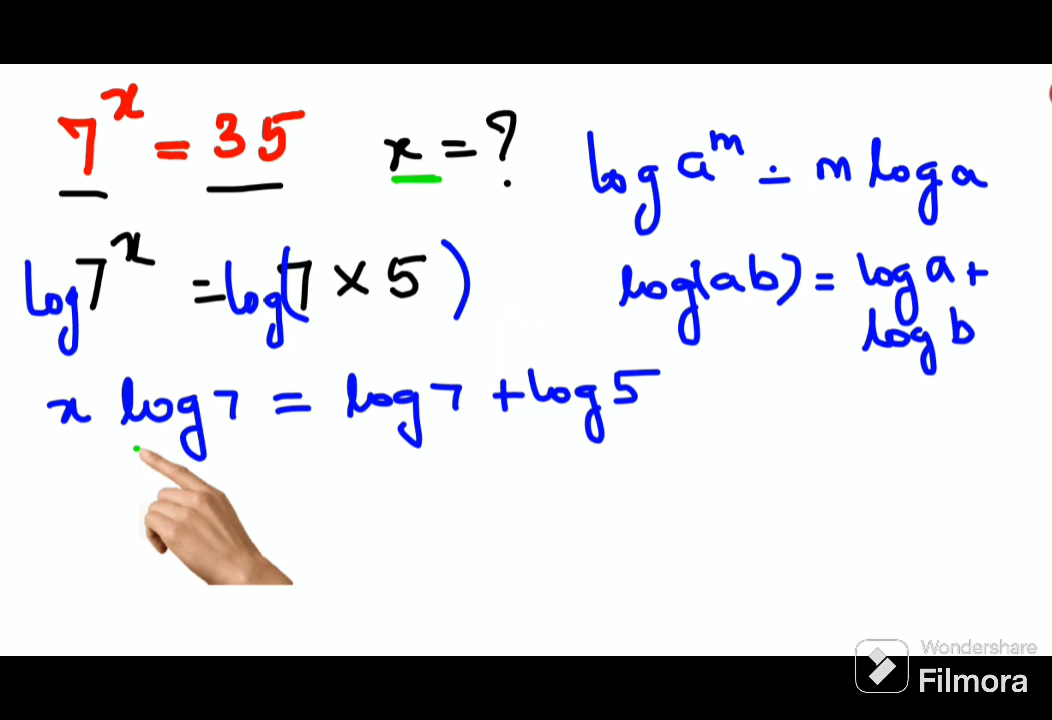 7^x = 35 x = ?
log a^m = m log a
log 7^x = log(7 × 5)
log(ab) = log a +
log b
x log 7 = log 7 + log 5
Wondershare
Filmora